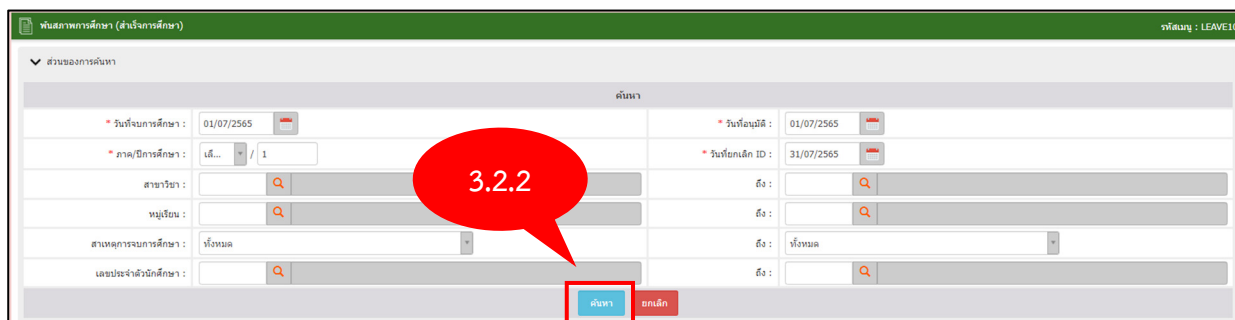 พ้นสภาพการศึกษา (สำเร็จการศึกษา) รหัสเมนู : LEAVE10
ส่วนของการค้นหา
ค้นหา
* วันที่จบการศึกษา : 01/07/2565 * วันที่อนุมัติ : 01/07/2565
* ภาค/ปีการศึกษา : เลื... / 1 * วันที่ยกเลิก ID : 31/07/2565
สาขาวิชา : ถึง :
หมู่เรียน : ถึง :
สาเหตุการจบการศึกษา : ทั้งหมด ถึง : ทั้งหมด
เลขประจำตัวนักศึกษา : ถึง :
3.2.2
ค้นหา ยกเลิก